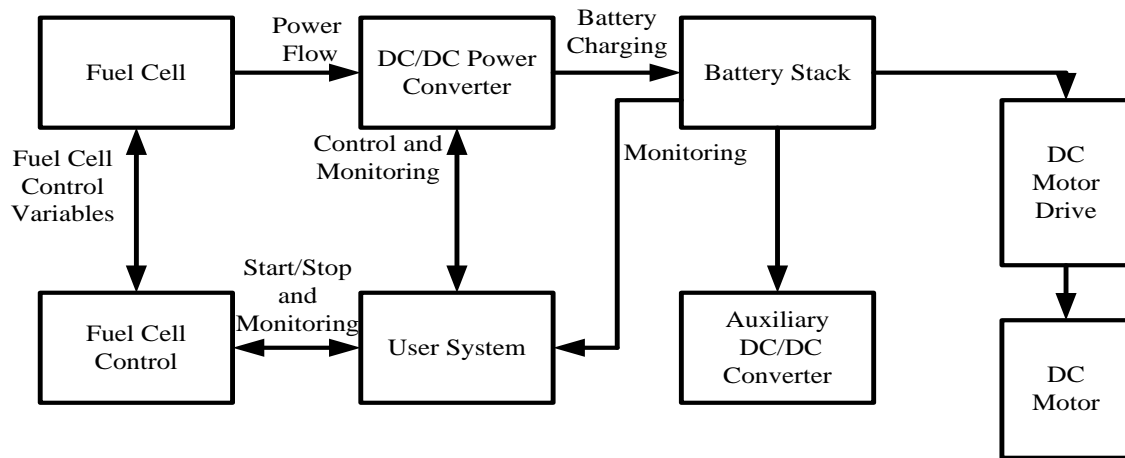 Fuel Cell
Power
Flow
DC/DC Power
Converter
Battery
Charging
Battery Stack
Fuel Cell
Control
Variables
Control and
Monitoring
Monitoring
DC
Motor
Drive
Fuel Cell
Control
Start/Stop
and
Monitoring
User System
Auxiliary
DC/DC
Converter
DC
Motor